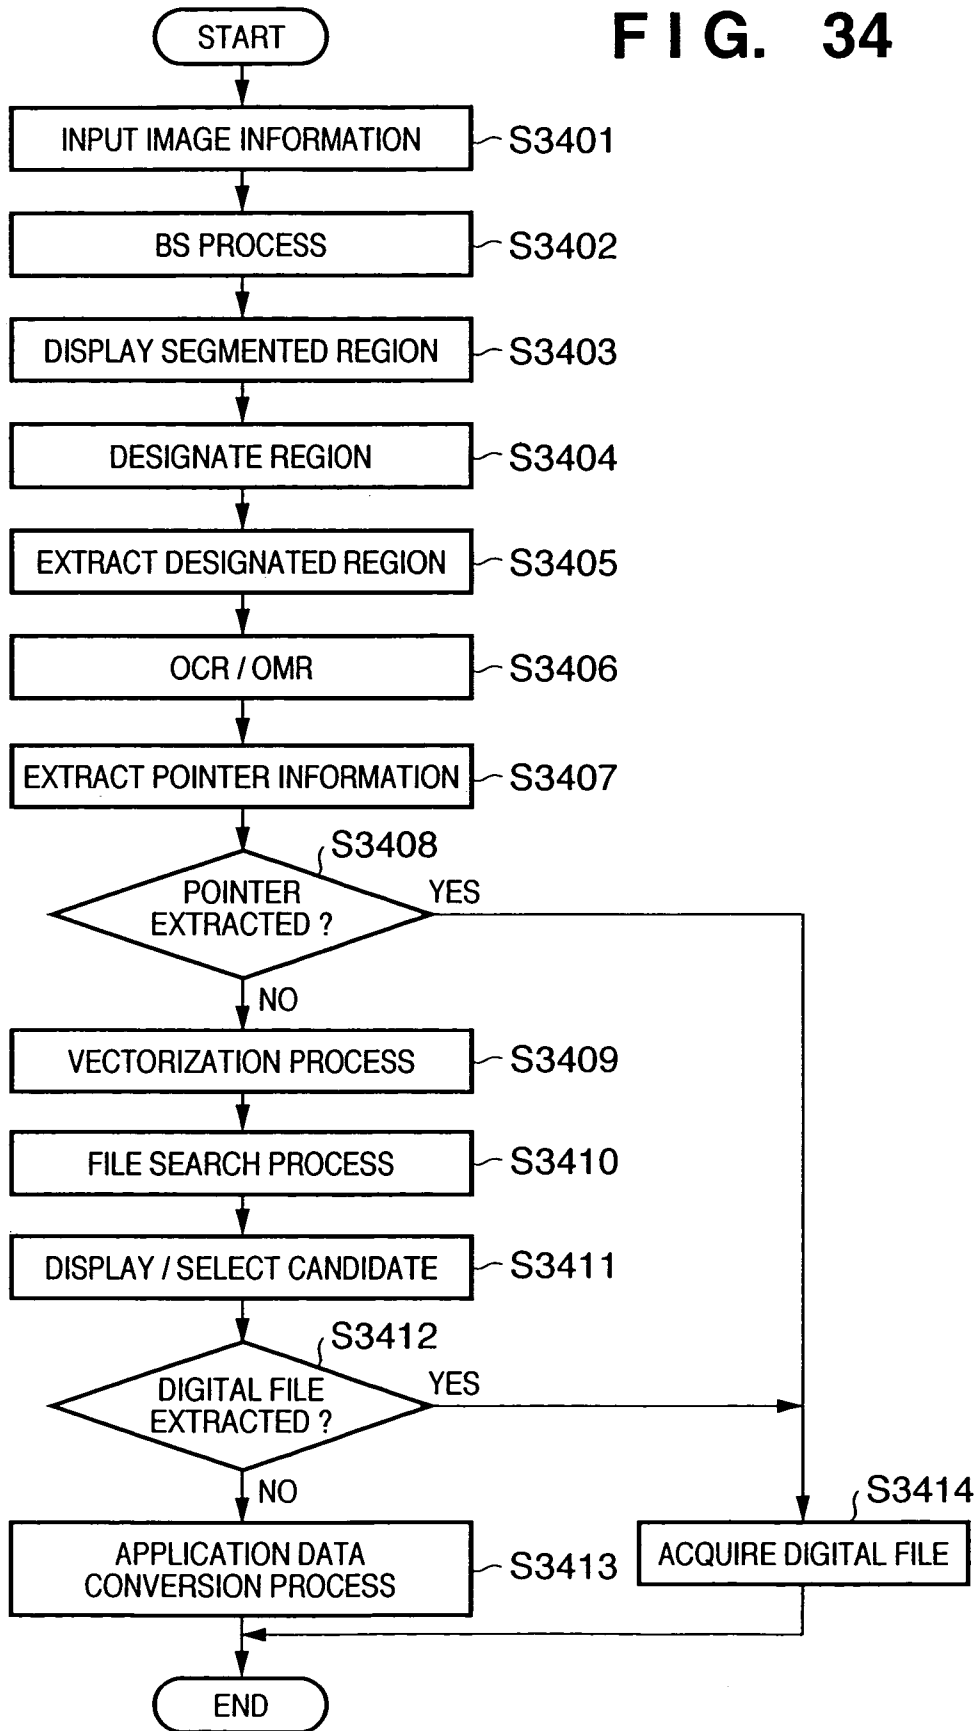 FIG. 34
START
INPUT IMAGE INFORMATION
S3401
BS PROCESS
S3402
DISPLAY SEGMENTED REGION
S3403
DESIGNATE REGION
S3404
EXTRACT DESIGNATED REGION
S3405
OCR / OMR
S3406
EXTRACT POINTER INFORMATION
S3407
S3408
POINTER
EXTRACTED ?
YES
NO
VECTORIZATION PROCESS
S3409
FILE SEARCH PROCESS
S3410
DISPLAY / SELECT CANDIDATE
S3411
S3412
DIGITAL FILE
EXTRACTED ?
YES
NO
APPLICATION DATA
CONVERSION PROCESS
S3413
S3414
ACQUIRE DIGITAL FILE
END